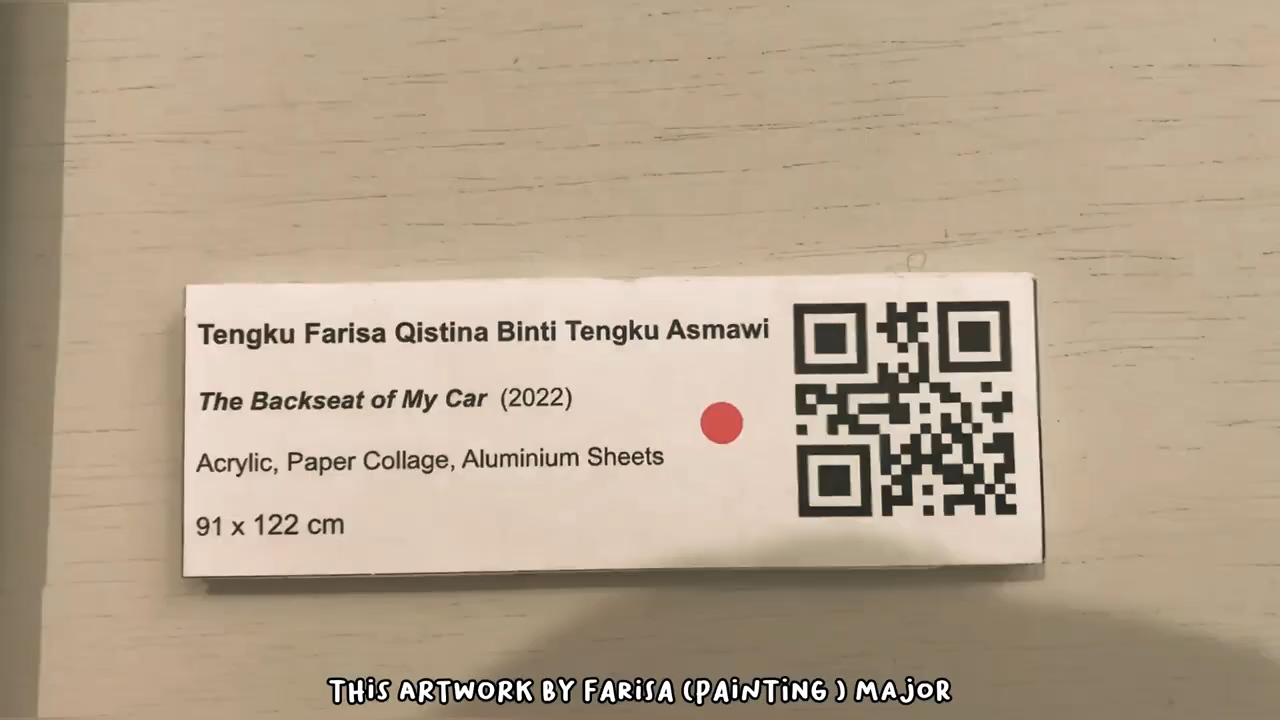 Tengku Farisa Qistina Binti Tengku Asmawi
The Backseat of My Car (2022)
Acrylic, Paper Collage, Aluminium Sheets
91 x 122 cm
THIS ARTWORK BY FARISA (PAINTING ) MAJOR